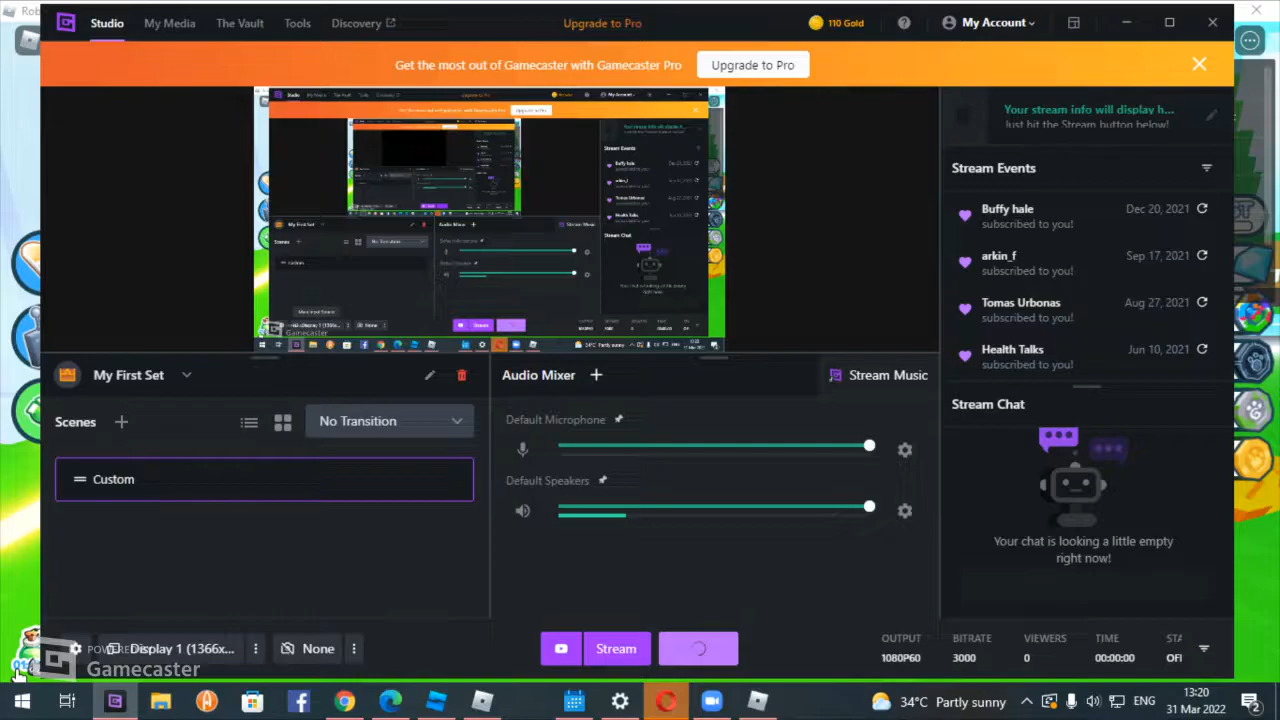 Rob
Studio
My Media
The Vault
Tools
Discovery
Upgrade to Pro
110 Gold
My Account
Get the most out of Gamecaster with Gamecaster Pro
Upgrade to Pro
Your stream info will display h...
Just hit the Stream button below!
Stream Events
Buffy hale
Dec 20, 2021
subscribed to you!
arkin_f
Sep 17, 2021
subscribed to you!
Tomas Urbonas
Aug 27, 2021
subscribed to you!
Health Talks
Jun 10, 2021
subscribed to you!
Stream Chat
Your chat is looking a little empty
right now!
My First Set
Audio Mixer
Stream Music
Scenes
No Transition
Default Microphone
Custom
Default Speakers
POWERED
Display 1 (1366x...
None
Gamecaster
Stream
OUTPUT
BITRATE
VIEWERS
TIME
1080P60
3000
0
00:00:00
34°C Partly sunny
ENG
13:20
31 Mar 2022
2